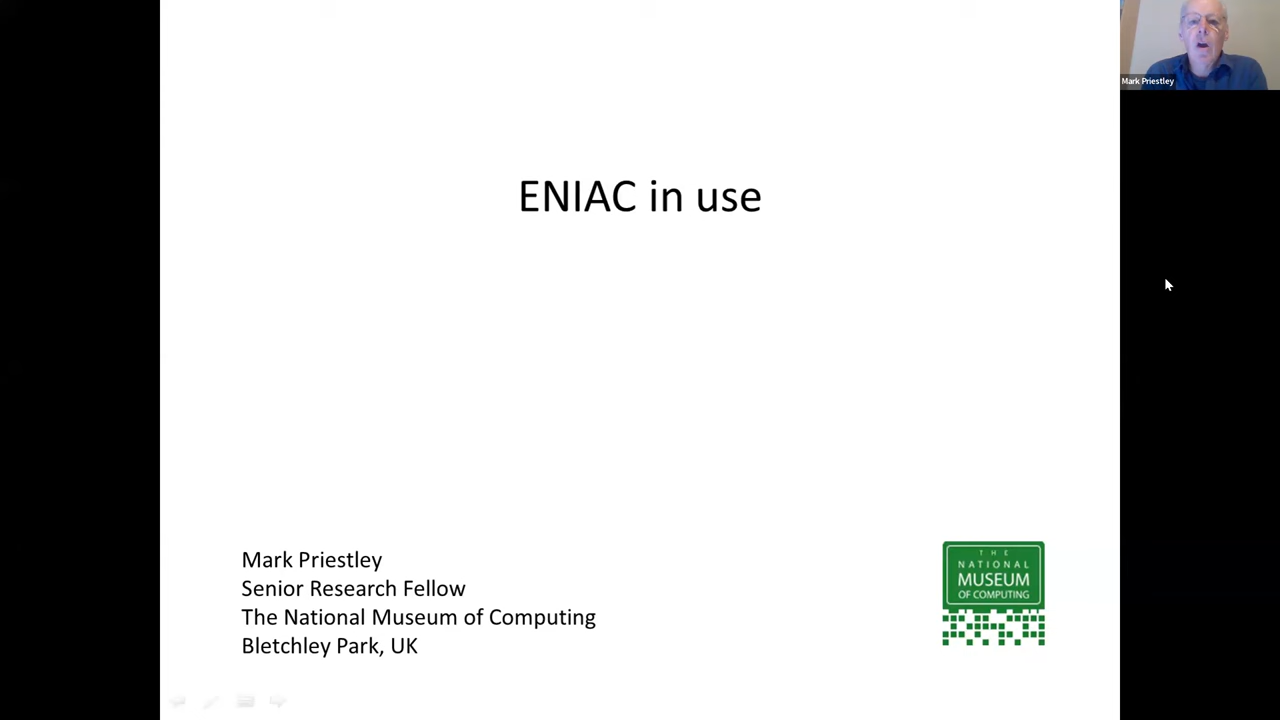 Mark Priestley
ENIAC in use
Mark Priestley
Senior Research Fellow
The National Museum of Computing
Bletchley Park, UK
THE
NATIONAL
MUSEUM
OF COMPUTING